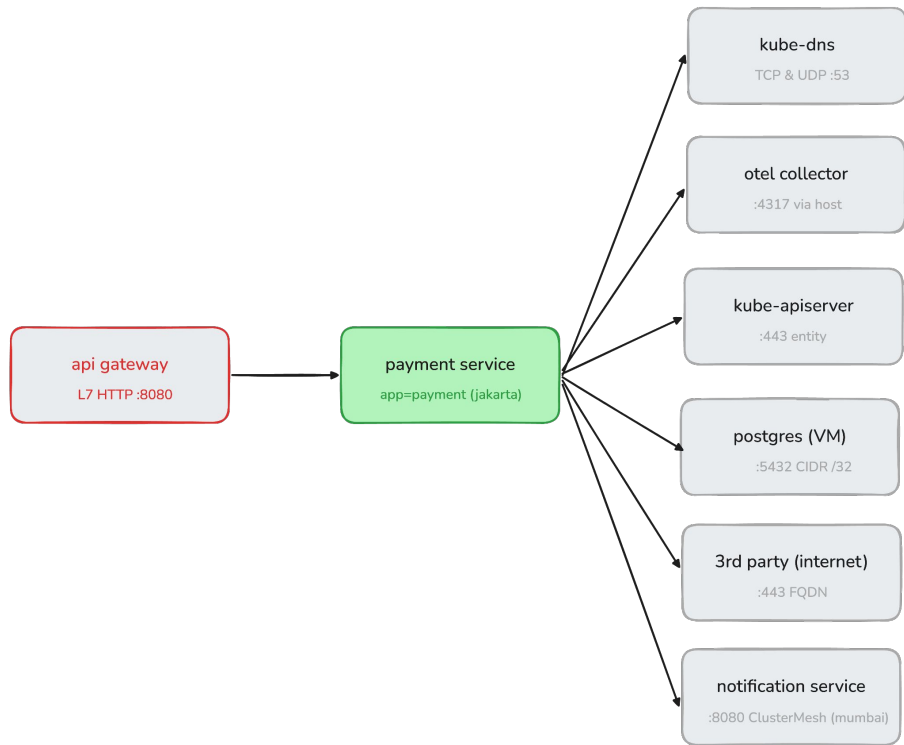 kube-dns
TCP & UDP :53
otel collector
:4317 via host
kube-apiserver
:443 entity
api gateway
L7 HTTP :8080
payment service
app=payment (jakarta)
postgres (VM)
:5432 CIDR /32
3rd party (internet)
:443 FQDN
notification service
:8080 ClusterMesh (mumbai)